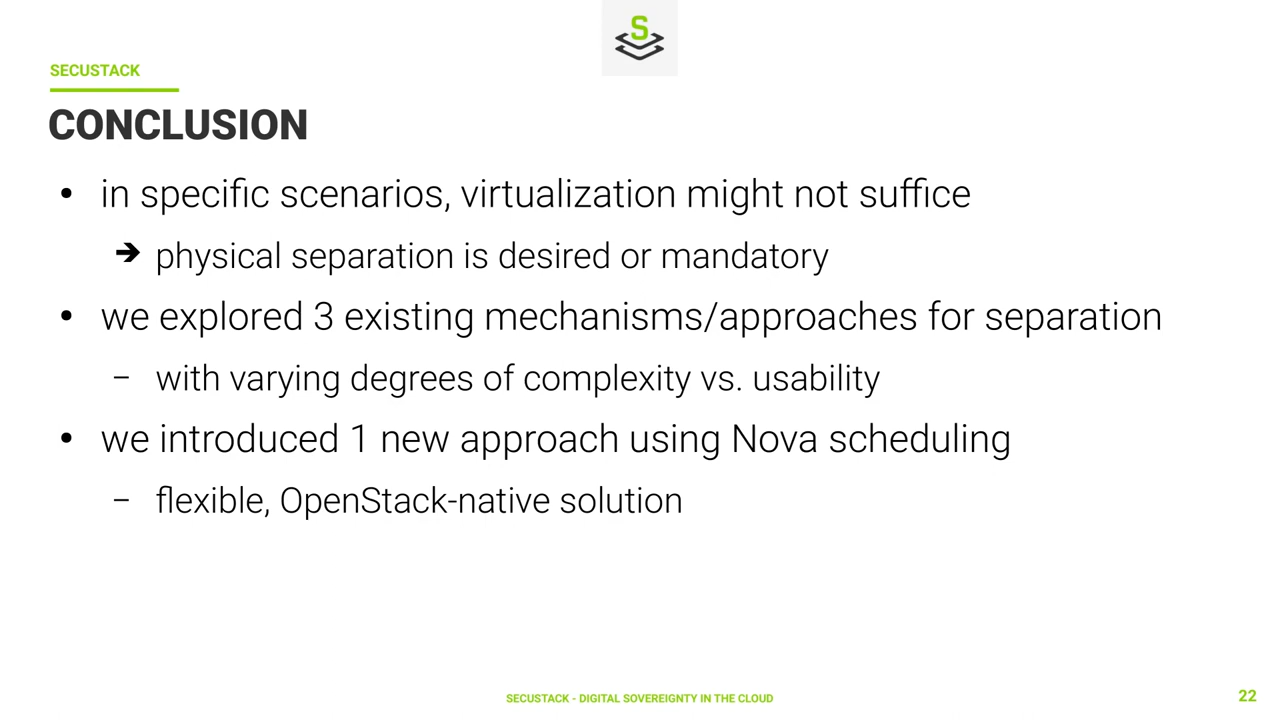 S
SECUSTACK
CONCLUSION
• in specific scenarios, virtualization might not suffice
➔ physical separation is desired or mandatory
• we explored 3 existing mechanisms/approaches for separation
– with varying degrees of complexity vs. usability
• we introduced 1 new approach using Nova scheduling
– flexible, OpenStack-native solution
SECUSTACK - DIGITAL SOVEREIGNTY IN THE CLOUD
22